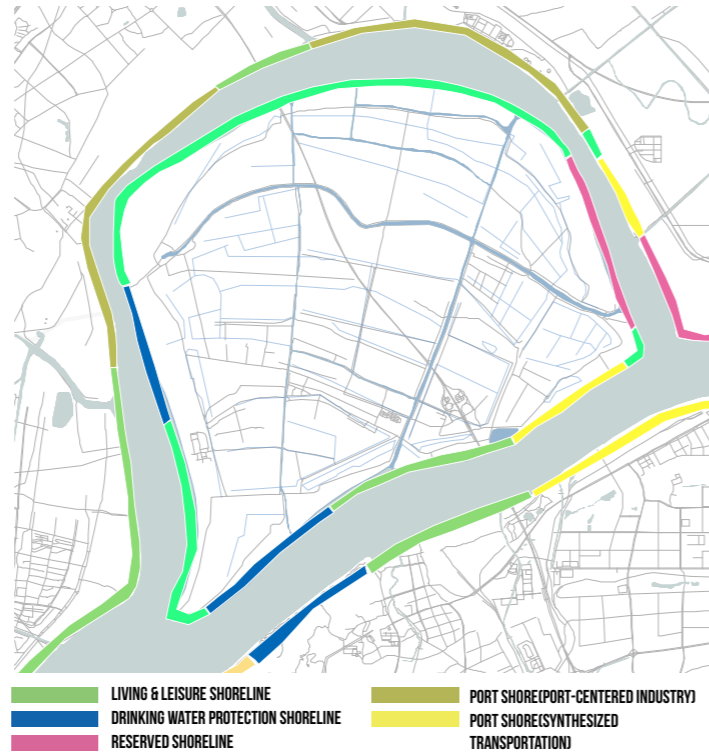 LIVING & LEISURE SHORELINE
DRINKING WATER PROTECTION SHORELINE
RESERVED SHORELINE
PORT SHORE(PORT-CENTERED INDUSTRY)
PORT SHORE(SYNTHESIZED
TRANSPORTATION)